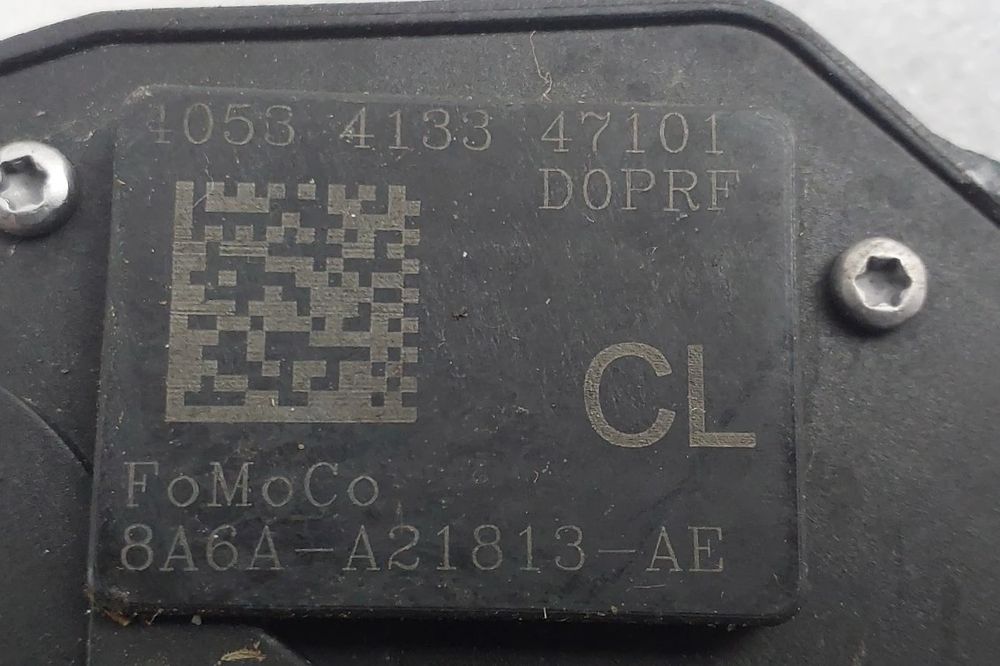 4053 4133 47101
D0PRF
CL
FoMoCo
8A6A-A21813-AE